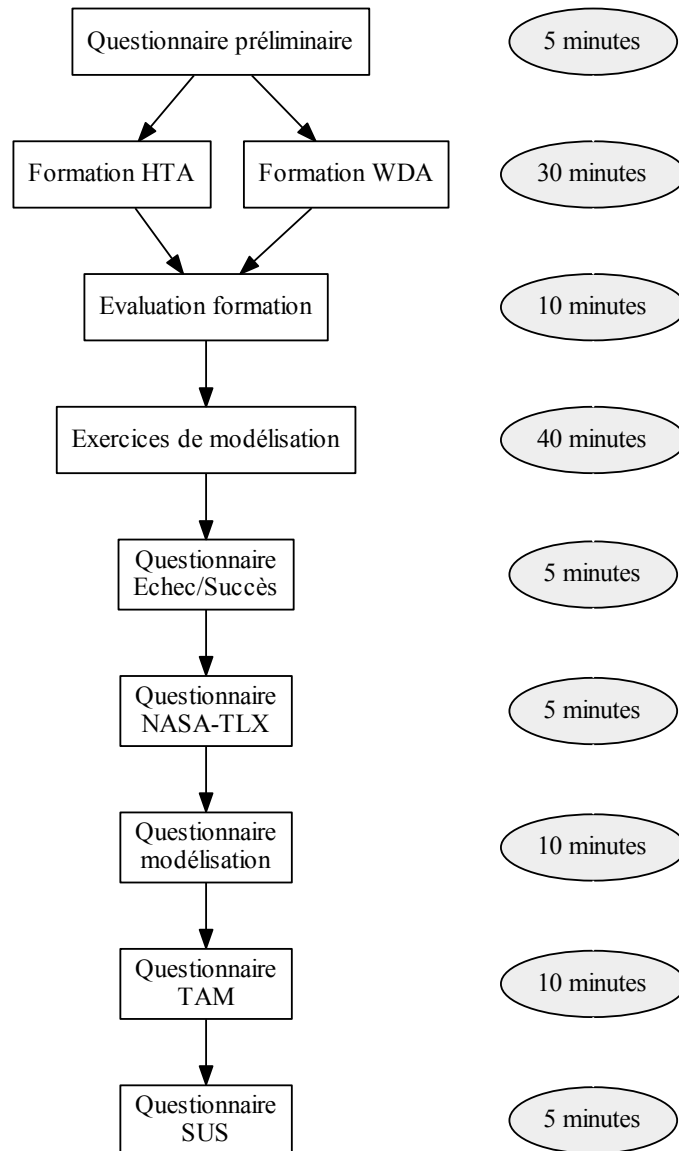 Questionnaire préliminaire
5 minutes
Formation HTA
Formation WDA
30 minutes
Evaluation formation
10 minutes
Exercices de modélisation
40 minutes
Questionnaire
Echec/Succès
5 minutes
Questionnaire
NASA-TLX
5 minutes
Questionnaire
modélisation
10 minutes
Questionnaire
TAM
10 minutes
Questionnaire
SUS
5 minutes